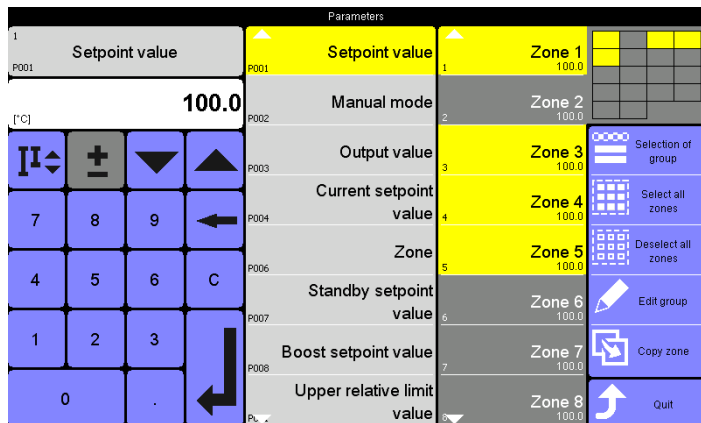 Parameters
1
Setpoint value
P001
100.0
[°C]
7
8
9
4
5
6
C
1
2
3
0
.
Setpoint value
P001
Manual mode
P002
Output value
P003
Current setpoint
value
P004
Zone
P006
Standby setpoint
value
P007
Boost setpoint value
P008
Upper relative limit
value
Zone 1
1
100.0
Zone 2
2
100.0
Zone 3
3
100.0
Zone 4
4
100.0
Zone 5
5
100.0
Zone 6
6
100.0
Zone 7
7
100.0
Zone 8
8
100.0
Selection of
group
Select all
zones
Deselect all
zones
Edit group
Copy zone
Quit